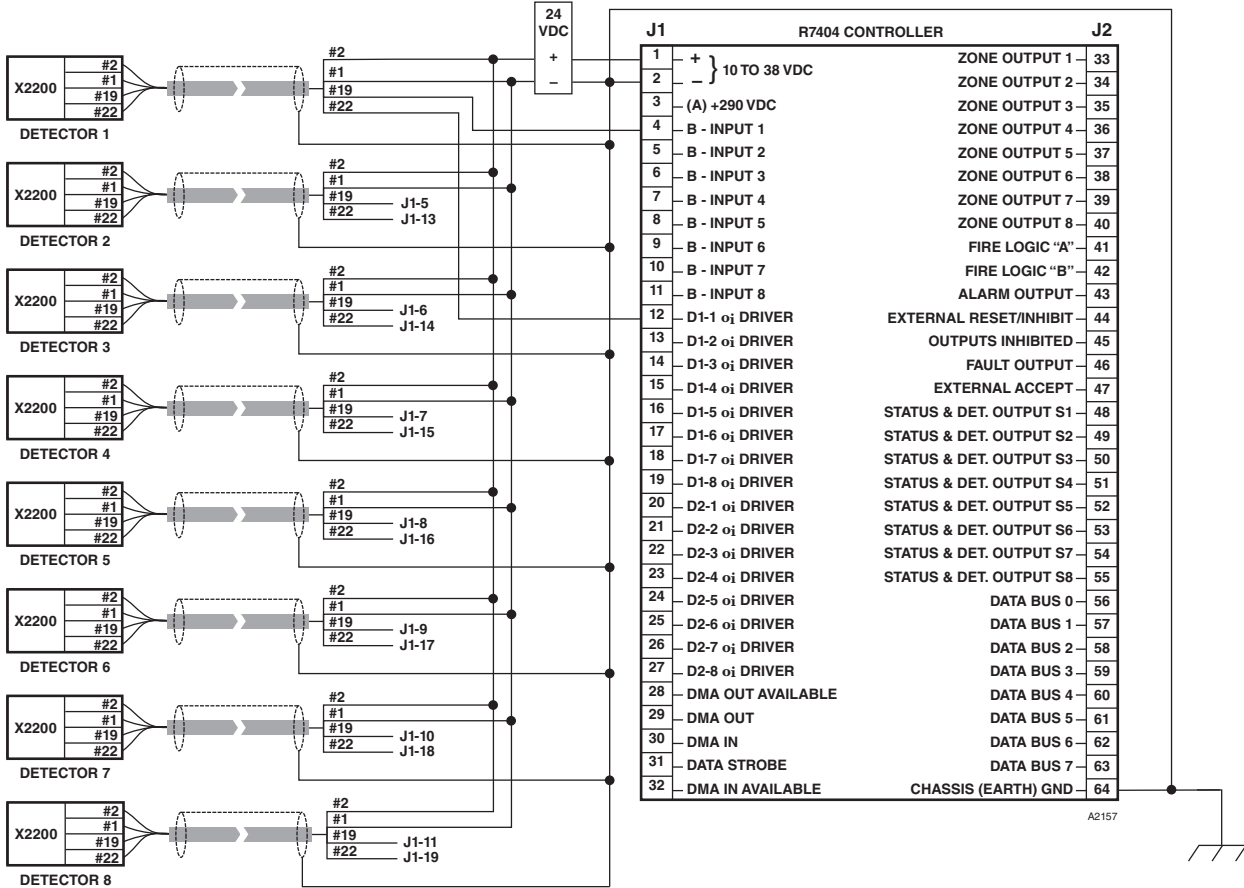 24
VDC
+
–
X2200
#2
#1
#19
#22
DETECTOR 1
#2
#1
#19
#22
X2200
#2
#1
#19
#22
DETECTOR 2
#2
#1
#19
#22
J1-5
J1-13
X2200
#2
#1
#19
#22
DETECTOR 3
#2
#1
#19
#22
J1-6
J1-14
X2200
#2
#1
#19
#22
DETECTOR 4
#2
#1
#19
#22
J1-7
J1-15
X2200
#2
#1
#19
#22
DETECTOR 5
#2
#1
#19
#22
J1-8
J1-16
X2200
#2
#1
#19
#22
DETECTOR 6
#2
#1
#19
#22
J1-9
J1-17
X2200
#2
#1
#19
#22
DETECTOR 7
#2
#1
#19
#22
J1-10
J1-18
X2200
#2
#1
#19
#22
DETECTOR 8
#2
#1
#19
#22
J1-11
J1-19
J1 R7404 CONTROLLER J2
1 +
2 –
} 10 TO 38 VDC
3 (A) +290 VDC
4 B - INPUT 1
5 B - INPUT 2
6 B - INPUT 3
7 B - INPUT 4
8 B - INPUT 5
9 B - INPUT 6
10 B - INPUT 7
11 B - INPUT 8
12 D1-1 oi DRIVER
13 D1-2 oi DRIVER
14 D1-3 oi DRIVER
15 D1-4 oi DRIVER
16 D1-5 oi DRIVER
17 D1-6 oi DRIVER
18 D1-7 oi DRIVER
19 D1-8 oi DRIVER
20 D2-1 oi DRIVER
21 D2-2 oi DRIVER
22 D2-3 oi DRIVER
23 D2-4 oi DRIVER
24 D2-5 oi DRIVER
25 D2-6 oi DRIVER
26 D2-7 oi DRIVER
27 D2-8 oi DRIVER
28 DMA OUT AVAILABLE
29 DMA OUT
30 DMA IN
31 DATA STROBE
32 DMA IN AVAILABLE
ZONE OUTPUT 1 33
ZONE OUTPUT 2 34
ZONE OUTPUT 3 35
ZONE OUTPUT 4 36
ZONE OUTPUT 5 37
ZONE OUTPUT 6 38
ZONE OUTPUT 7 39
ZONE OUTPUT 8 40
FIRE LOGIC “A” 41
FIRE LOGIC “B” 42
ALARM OUTPUT 43
EXTERNAL RESET/INHIBIT 44
OUTPUTS INHIBITED 45
FAULT OUTPUT 46
EXTERNAL ACCEPT 47
STATUS & DET. OUTPUT S1 48
STATUS & DET. OUTPUT S2 49
STATUS & DET. OUTPUT S3 50
STATUS & DET. OUTPUT S4 51
STATUS & DET. OUTPUT S5 52
STATUS & DET. OUTPUT S6 53
STATUS & DET. OUTPUT S7 54
STATUS & DET. OUTPUT S8 55
DATA BUS 0 56
DATA BUS 1 57
DATA BUS 2 58
DATA BUS 3 59
DATA BUS 4 60
DATA BUS 5 61
DATA BUS 6 62
DATA BUS 7 63
CHASSIS (EARTH) GND 64
A2157